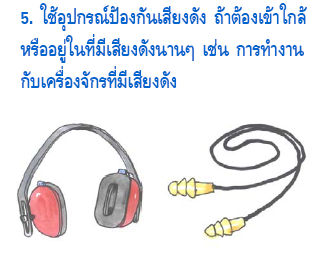 5. ใช้อุปกรณ์ป้องกันเสียงดัง ถ้าต้องเข้าใกล้
หรืออยู่ในที่มีเสียงดังนานๆ เช่น การทำงาน
กับเครื่องจักรที่มีเสียงดัง